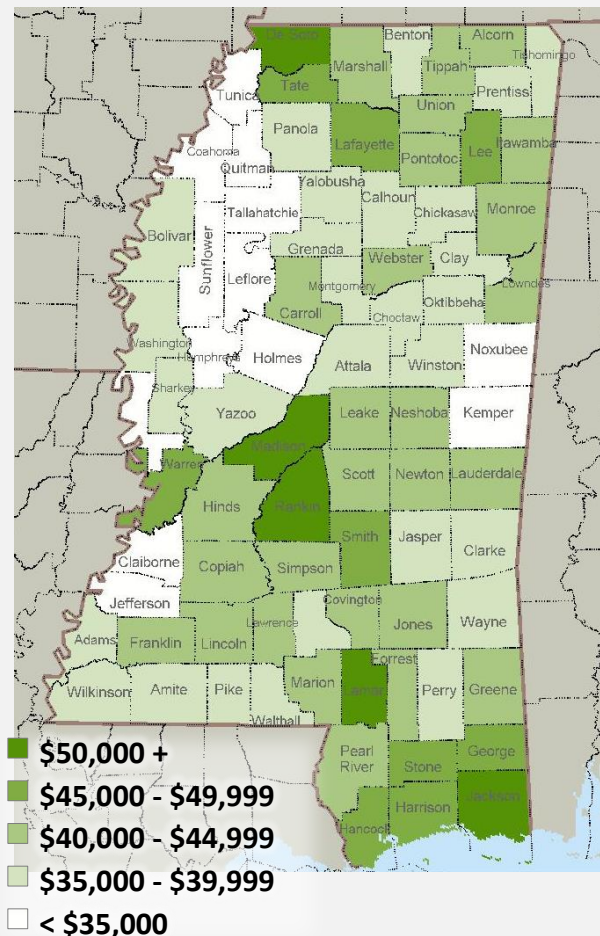 De Soto
Benton
Alcorn
Tishomingo
Marshall
Tippah
Tate
Tunica
Prentiss
Union
Panola
Lafayette
Itawamba
Coahoma
Pontotoc
Lee
Quitman
Yalobusha
Calhoun
Tallahatchie
Chickasaw
Monroe
Bolivar
Sunflower
Grenada
Webster
Clay
Leflore
Montgomery
Lowndes
Carroll
Oktibbeha
Choctaw
Washington
Humphreys
Holmes
Noxubee
Attala
Winston
Sharkey
Yazoo
Leake
Neshoba
Kemper
Madison
Warren
Scott
Newton
Lauderdale
Hinds
Rankin
Smith
Jasper
Clarke
Claiborne
Copiah
Simpson
Jefferson
Covington
Lawrence
Jones
Wayne
Adams
Franklin
Lincoln
Forrest
Marion
Wilkinson
Amite
Pike
Lamar
Perry
Greene
Walthall
Pearl
River
Stone
George
Jackson
Harrison
Hancock
$50,000 +
$45,000 - $49,999
$40,000 - $44,999
$35,000 - $39,999
< $35,000